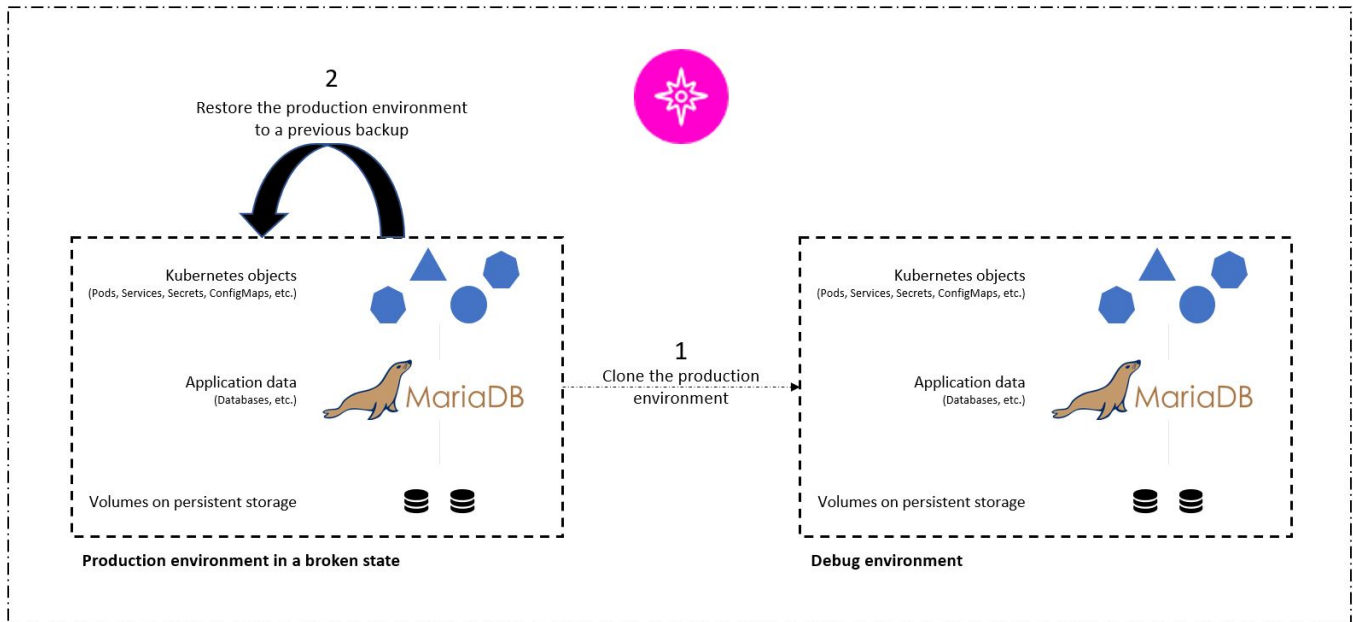 2
Restore the production environment
to a previous backup
Kubernetes objects
(Pods, Services, Secrets, ConfigMaps, etc.)
Application data
(Databases, etc.)
MariaDB
Volumes on persistent storage
Production environment in a broken state
1
Clone the production
environment
Kubernetes objects
(Pods, Services, Secrets, ConfigMaps, etc.)
Application data
(Databases, etc.)
MariaDB
Volumes on persistent storage
Debug environment